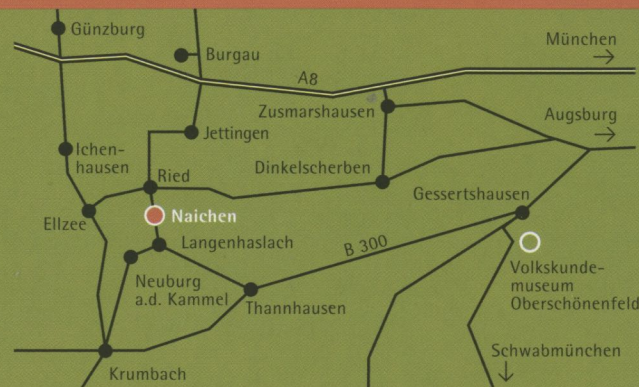 Günzburg
Burgau
München
A8
Zusmarshausen
Augsburg
Jettingen
Ichen-
hausen
Ried
Dinkelscherben
Gessertshausen
Ellzee
Naichen
Langenhaslach
B 300
Neuburg
a.d. Kammel
Thannhausen
Volkskunde-
museum
Oberschönenfeld
Schwabmünchen
Krumbach